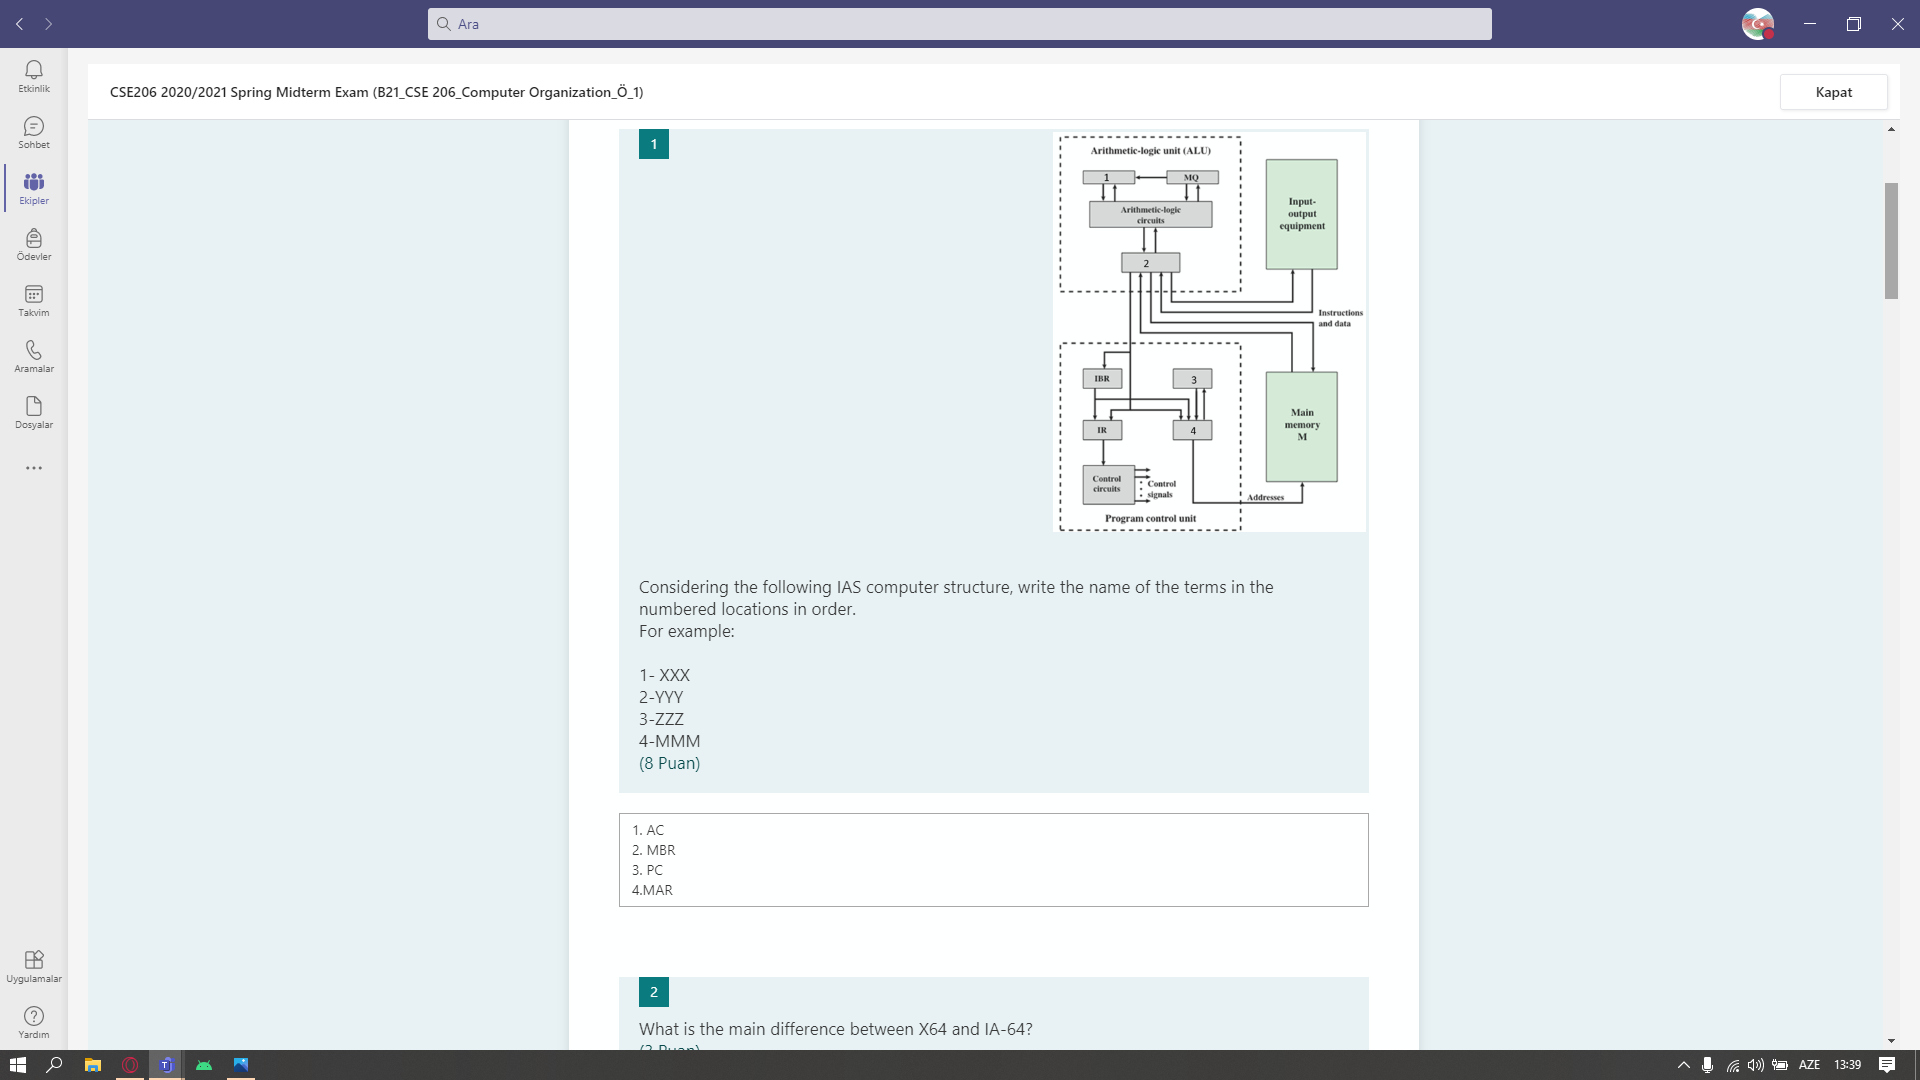 Ara
Etkinlik
Sohbet
Ekipler
Ödevler
Takvim
Aramalar
Dosyalar
Uygulamalar
Yardım
CSE206 2020/2021 Spring Midterm Exam (B21_CSE 206_Computer Organization_Ö_1)
Kapat
1
Arithmetic-logic unit (ALU)
1
MQ
Arithmetic-logic
circuits
2
Input-
output
equipment
Instructions
and data
IBR
3
IR
4
Main
memory
M
Control
circuits
Control
signals
Addresses
Program control unit
Considering the following IAS computer structure, write the name of the terms in the
numbered locations in order.
For example:
1- XXX
2-YYY
3-ZZZ
4-MMM
(8 Puan)
1. AC
2. MBR
3. PC
4.MAR
2
What is the main difference between X64 and IA-64?
AZE
13:39